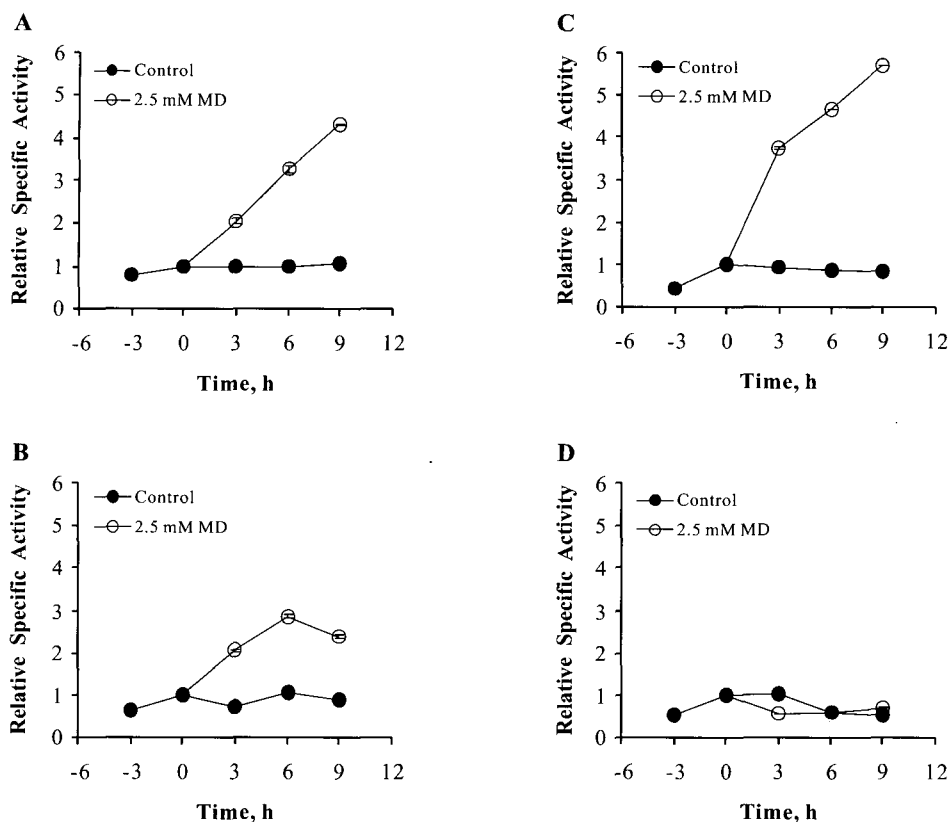 A
Relative Specific Activity
6
5
4
3
2
1
0
Control
2.5 mM MD
-6 -3 0 3 6 9 12
Time, h
C
Relative Specific Activity
6
5
4
3
2
1
0
Control
2.5 mM MD
-6 -3 0 3 6 9 12
Time, h
B
Relative Specific Activity
6
5
4
3
2
1
0
Control
2.5 mM MD
-6 -3 0 3 6 9 12
Time, h
D
Relative Specific Activity
6
5
4
3
2
1
0
Control
2.5 mM MD
-6 -3 0 3 6 9 12
Time, h